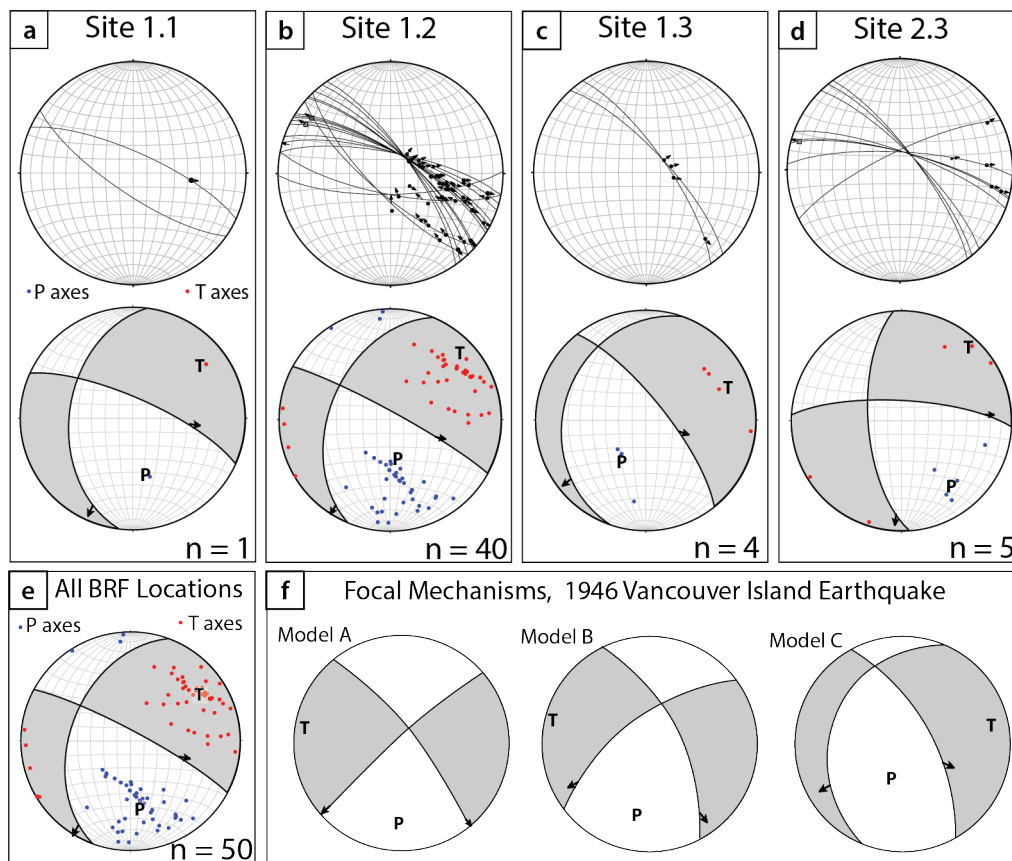 a Site 1.1
b Site 1.2
c Site 1.3
d Site 2.3
P axes
T axes
T
P
n = 1
T
P
n = 40
T
P
n = 4
T
P
n = 5
e All BRF Locations
P axes
T axes
T
P
n = 50
f Focal Mechanisms, 1946 Vancouver Island Earthquake
Model A
T
P
Model B
T
P
Model C
T
P